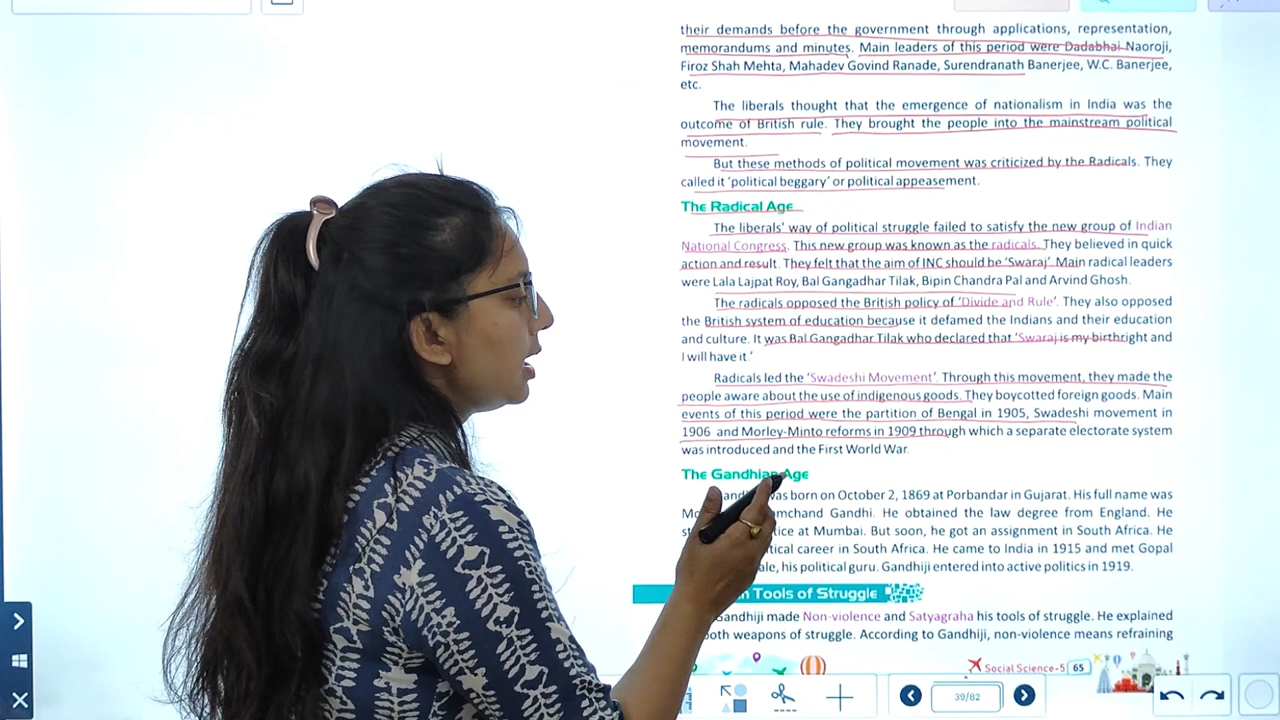 their demands before the government through applications, representation,
memorandums and minutes. Main leaders of this period were Dadabhai Naoroji,
Firoz Shah Mehta, Mahadev Govind Ranade, Surendranath Banerjee, W.C. Banerjee,
etc.
The liberals thought that the emergence of nationalism in India was the
outcome of British rule. They brought the people into the mainstream political
movement.
But these methods of political movement was criticized by the Radicals. They
called it 'political beggary' or political appeasement.
The Radical Age
The liberals' way of political struggle failed to satisfy the new group of Indian
National Congress. This new group was known as the radicals. They believed in quick
action and result. They felt that the aim of INC should be 'Swaraj'. Main radical leaders
were Lala Lajpat Roy, Bal Gangadhar Tilak, Bipin Chandra Pal and Arvind Ghosh.
The radicals opposed the British policy of 'Divide and Rule'. They also opposed
the British system of education because it defamed the Indians and their education
and culture. It was Bal Gangadhar Tilak who declared that 'Swaraj is my birthright and
I will have it.'
Radicals led the 'Swadeshi Movement'. Through this movement, they made the
people aware about the use of indigenous goods. They boycotted foreign goods. Main
events of this period were the partition of Bengal in 1905, Swadeshi movement in
1906 and Morley-Minto reforms in 1909 through which a separate electorate system
was introduced and the First World War.
The Gandhian Age
was born on October 2, 1869 at Porbandar in Gujarat. His full name was
Gandhi. He obtained the law degree from England. He
at Mumbai. But soon, he got an assignment in South Africa. He
career in South Africa. He came to India in 1915 and met Gopal
his political guru. Gandhiji entered into active politics in 1919.
Tools of Struggle
Gandhiji made Non-violence and Satyagraha his tools of struggle. He explained
both weapons of struggle. According to Gandhiji, non-violence means refraining
Social Science-5 65
39/82